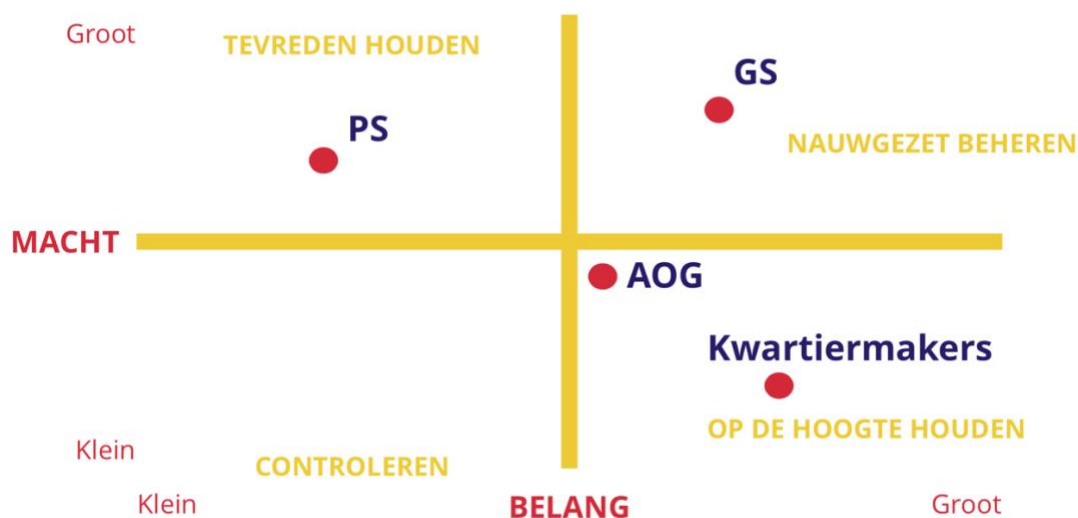 Groot
TEVREDEN HOUDEN
GS
PS
NAUWGEZET BEHEREN
MACHT
AOG
Kwartiermakers
OP DE HOOGTE HOUDEN
Klein
CONTROLEREN
Klein
BELANG
Groot